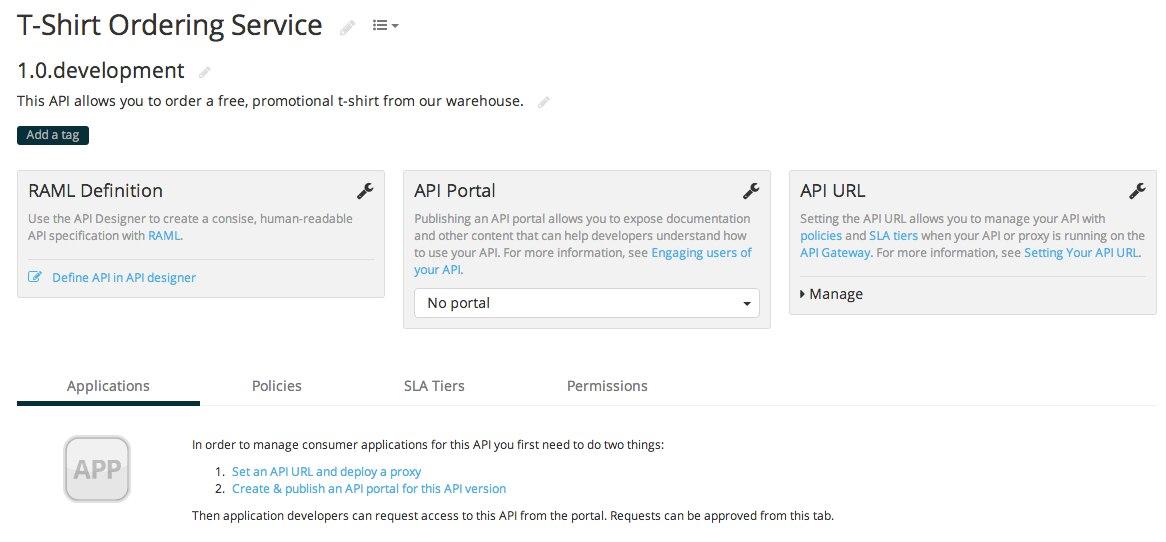 T-Shirt Ordering Service
1.0.development
This API allows you to order a free, promotional t-shirt from our warehouse.
Add a tag
RAML Definition
Use the API Designer to create a consise, human-readable
API specification with RAML.
Define API in API designer
API Portal
Publishing an API portal allows you to expose documentation
and other content that can help developers understand how
to use your API. For more information, see Engaging users of
your API.
No portal
API URL
Setting the API URL allows you to manage your API with
policies and SLA tiers when your API or proxy is running on the
API Gateway. For more information, see Setting Your API URL.
Manage
Applications
Policies
SLA Tiers
Permissions
APP
In order to manage consumer applications for this API you first need to do two things:
1. Set an API URL and deploy a proxy
2. Create & publish an API portal for this API version
Then application developers can request access to this API from the portal. Requests can be approved from this tab.